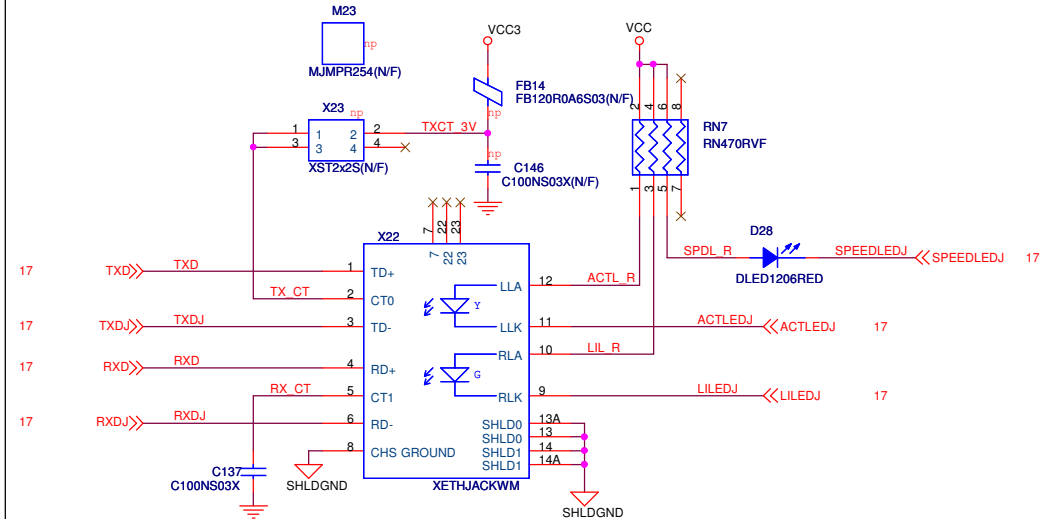 M23
np
MJMPR254(N/F)
VCC3
VCC
FB14
FB120R0A6S03(N/F)
np
X23
np
1 1 2 2
3 3 4 4
XST2x2S(N/F)
TXCT_3V
np
C146
C100NS03X(N/F)
2 4 6 8
RN7
RN470RVF
1 3 5 7
D28
SPDL_R
SPEEDLEDJ
SPEEDLEDJ 17
DLED1206RED
7 22 23
7 22 23
X22
17 TXD TXD 1 TD+
TX_CT 2 CT0
17 TXDJ TXDJ 3 TD-
17 RXD RXD 4 RD+
RX_CT 5 CT1
17 RXDJ RXDJ 6 RD-
8 CHS GROUND
LLA 12 ACTL_R
Y
LLK 11 ACTLEDJ ACTLEDJ 17
RLA 10 LIL_R
G
RLK 9 LILEDJ LILEDJ 17
SHLD0 13A
SHLD0 13
SHLD1 14
SHLD1 14A
C137
C100NS03X
SHLDGND
XETHJACKWM
SHLDGND